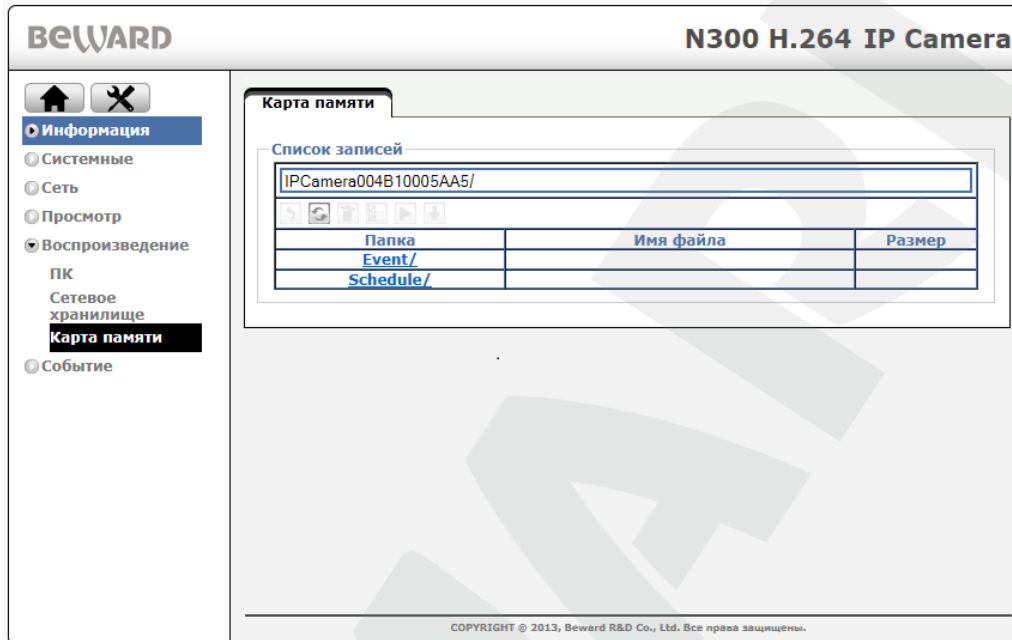 BEWARD
N300 H.264 IP Camera
Информация
Системные
Сеть
Просмотр
Воспроизведение
ПК
Сетевое
хранилище
Карта памяти
Событие
Карта памяти
Список записей
IPCamera004B10005AA5/
Папка Имя файла Размер
Event/
Schedule/
COPYRIGHT © 2013, Beward R&D Co., Ltd. Все права защищены.